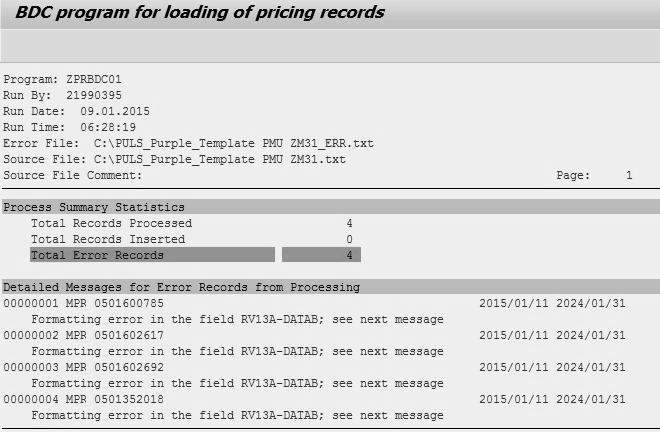 BDC program for loading of pricing records
Program: ZPRBDC01
Run By: 21990395
Run Date: 09.01.2015
Run Time: 06:28:19
Error File: C:\PULS_Purple_Template PMU ZM31_ERR.txt
Source File: C:\PULS_Purple_Template PMU ZM31.txt
Source File Comment: Page: 1
Process Summary Statistics
Total Records Processed 4
Total Records Inserted 0
Total Error Records 4
Detailed Messages for Error Records from Processing
00000001 MPR 0501600785 2015/01/11 2024/01/31
Formatting error in the field RV13A-DATAB; see next message
00000002 MPR 0501602617 2015/01/11 2024/01/31
Formatting error in the field RV13A-DATAB; see next message
00000003 MPR 0501602692 2015/01/11 2024/01/31
Formatting error in the field RV13A-DATAB; see next message
00000004 MPR 0501352018 2015/01/11 2024/01/31
Formatting error in the field RV13A-DATAB; see next message